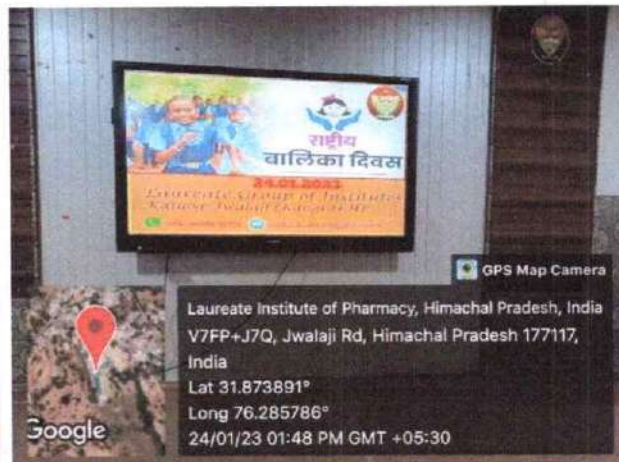 राष्ट्रीय
बालिका दिवस
24.01.2023
Laureate Group of Institutes
Kathog, Jwalaji
GPS Map Camera
Laureate Institute of Pharmacy, Himachal Pradesh, India
V7FP+J7Q, Jwalaji Rd, Himachal Pradesh 177117,
India
Lat 31.873891°
Long 76.285786°
24/01/23 01:48 PM GMT +05:30
Google